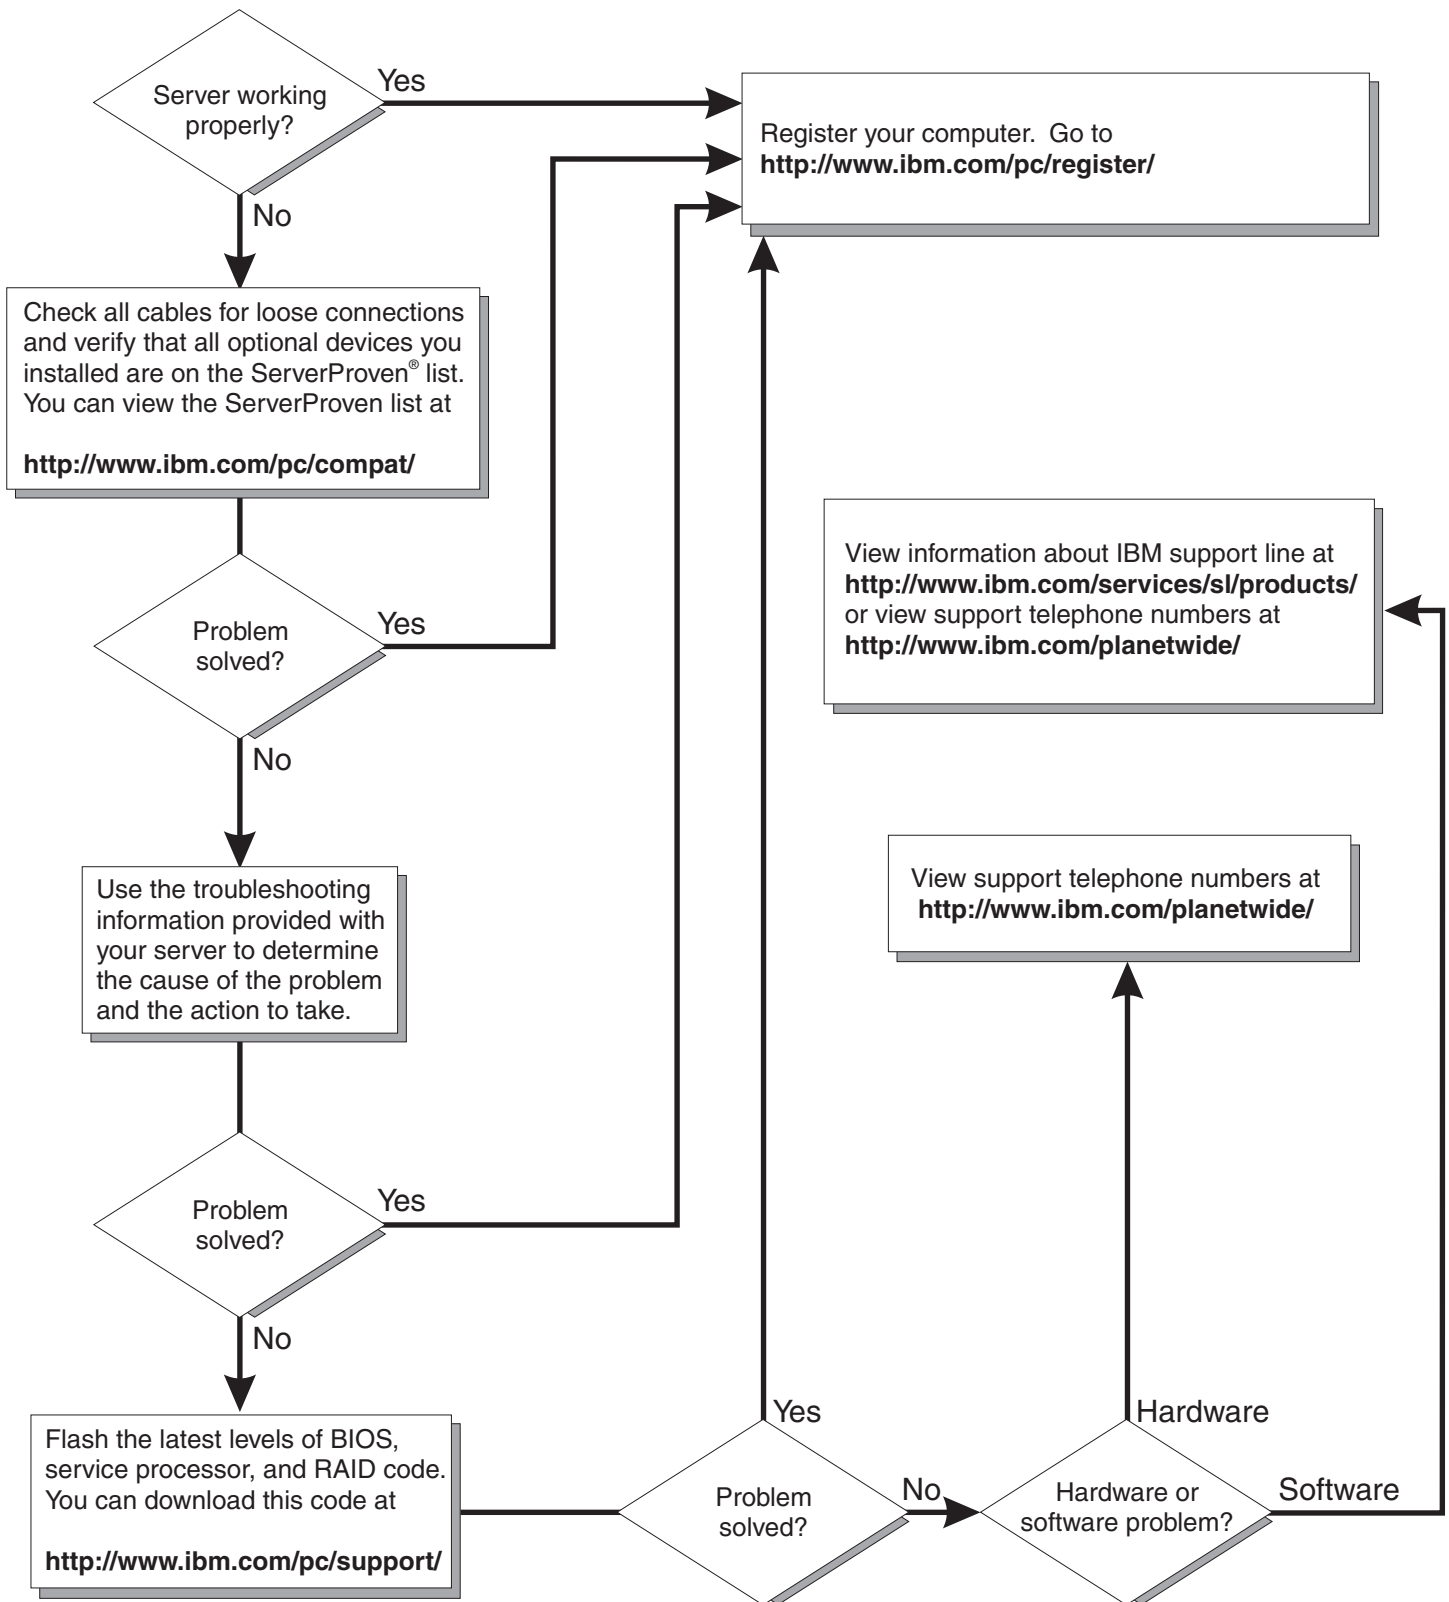 Server working
properly?
Yes
No
Register your computer. Go to
http://www.ibm.com/pc/register/
Check all cables for loose connections
and verify that all optional devices you
installed are on the ServerProven® list.
You can view the ServerProven list at
http://www.ibm.com/pc/compat/
Problem
solved?
Yes
No
View information about IBM support line at
http://www.ibm.com/services/sl/products/
or view support telephone numbers at
http://www.ibm.com/planetwide/
Use the troubleshooting
information provided with
your server to determine
the cause of the problem
and the action to take.
View support telephone numbers at
http://www.ibm.com/planetwide/
Problem
solved?
Yes
No
Flash the latest levels of BIOS,
service processor, and RAID code.
You can download this code at
http://www.ibm.com/pc/support/
Problem
solved?
Yes
No
Hardware or
software problem?
Hardware
Software